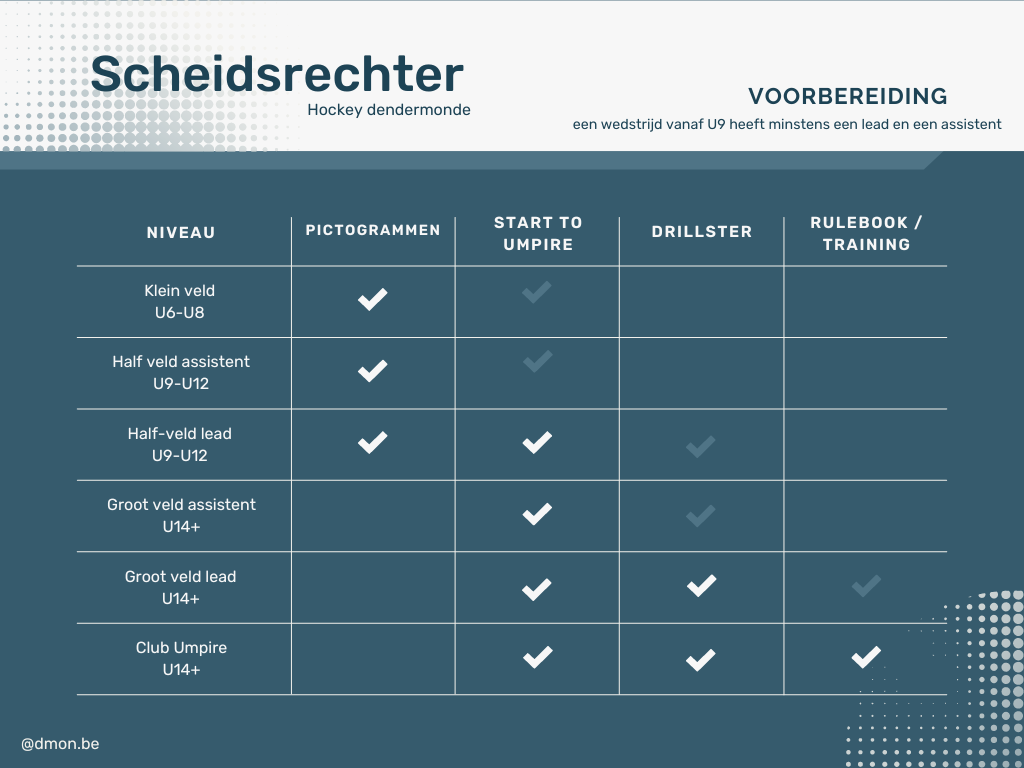 Scheidsrechter
Hockey dendermonde
VOORBEREIDING
een wedstrijd vanaf U9 heeft minstens een lead en een assistent
NIVEAU
PICTOGRAMMEN
START TO
UMPIRE
DRILLSTER
RULEBOOK /
TRAINING
Klein veld
U6-U8
Half veld assistent
U9-U12
Half-veld lead
U9-U12
Groot veld assistent
U14+
Groot veld lead
U14+
Club Umpire
U14+
@dmon.be